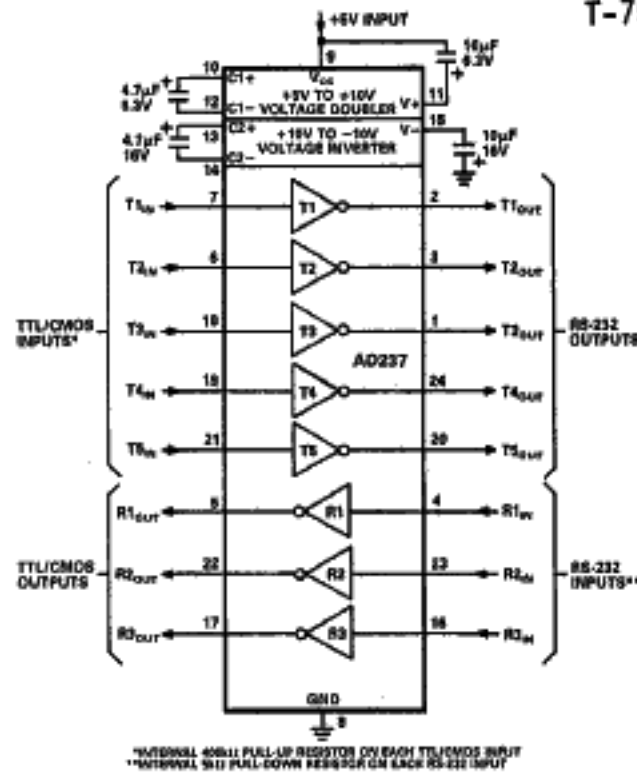 T-7
+5V INPUT
9
VCC
10µF
6.3V
+
10
C1+
4.7µF
6.3V
+
12
C1−
+5V TO +10V
VOLTAGE DOUBLER
V+
11
13
C2+
4.7µF
16V
+
14
C2−
+10V TO −10V
VOLTAGE INVERTER
V−
15
10µF
16V
+
TTL/CMOS
INPUTS*
T1IN
7
T1
2
T1OUT
T2IN
6
T2
3
T2OUT
T3IN
T3
1
T3OUT
AD237
T4IN
T4
24
T4OUT
T5IN
21
T5
20
T5OUT
RS-232
OUTPUTS
TTL/CMOS
OUTPUTS
R1OUT
5
R1
4
R1IN
R2OUT
22
R2
23
R2IN
R3OUT
17
R3
16
R3IN
RS-232
INPUTS**
GND
8
*INTERNAL 400kΩ PULL-UP RESISTOR ON EACH TTL/CMOS INPUT
**INTERNAL 5kΩ PULL-DOWN RESISTOR ON EACH RS-232 INPUT